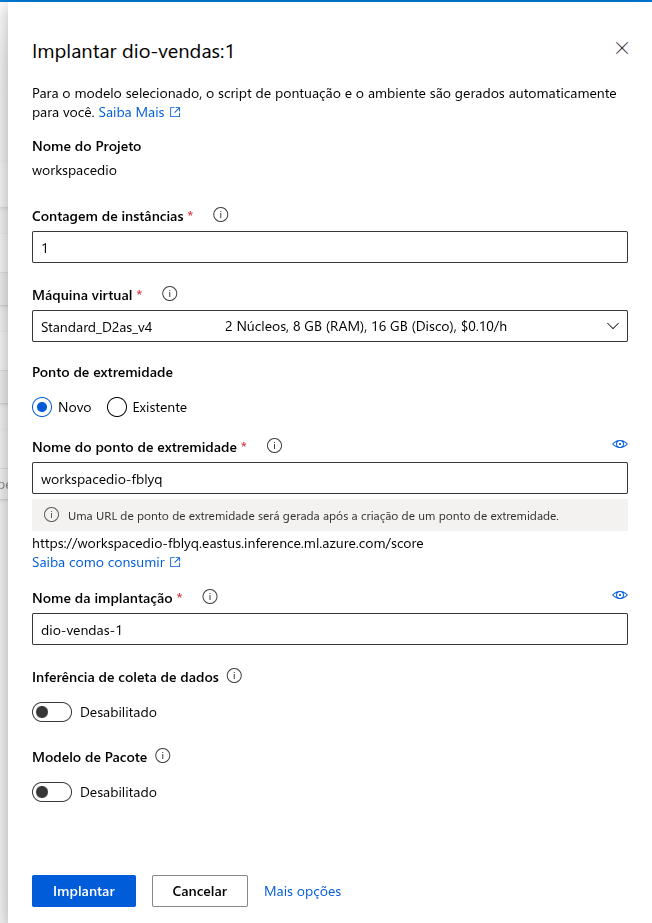 Implantar dio-vendas:1
Para o modelo selecionado, o script de pontuação e o ambiente são gerados automaticamente
para você. Saiba Mais
Nome do Projeto
workspacedio
Contagem de instâncias *
1
Máquina virtual *
Standard_D2as_v4 2 Núcleos, 8 GB (RAM), 16 GB (Disco), $0.10/h
Ponto de extremidade
Novo Existente
Nome do ponto de extremidade *
workspacedio-fblyq
Uma URL de ponto de extremidade será gerada após a criação de um ponto de extremidade.
https://workspacedio-fblyq.eastus.inference.ml.azure.com/score
Saiba como consumir
Nome da implantação *
dio-vendas-1
Inferência de coleta de dados
Desabilitado
Modelo de Pacote
Desabilitado
Implantar Cancelar Mais opções